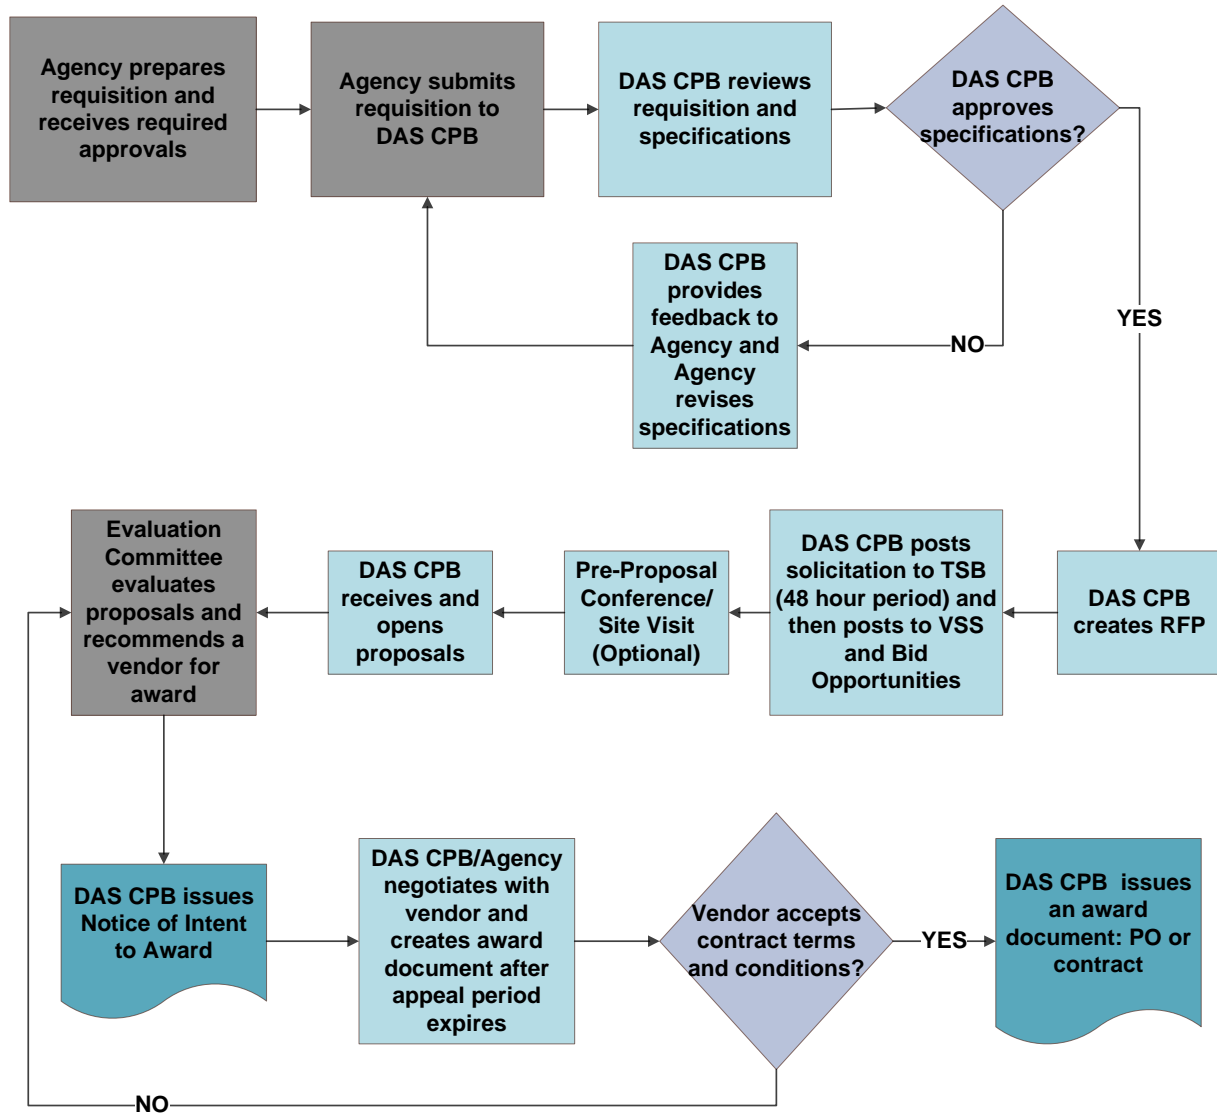 Agency prepares
requisition and
receives required
approvals
Agency submits
requisition to
DAS CPB
DAS CPB reviews
requisition and
specifications
DAS CPB
approves
specifications?
DAS CPB
provides
feedback to
Agency and
Agency
revises
specifications
NO
YES
Evaluation
Committee
evaluates
proposals and
recommends a
vendor for
award
DAS CPB
receives and
opens
proposals
Pre-Proposal
Conference/
Site Visit
(Optional)
DAS CPB posts
solicitation to TSB
(48 hour period) and
then posts to VSS
and Bid
Opportunities
DAS CPB
creates RFP
DAS CPB issues
Notice of Intent
to Award
DAS CPB/Agency
negotiates with
vendor and
creates award
document after
appeal period
expires
Vendor accepts
contract terms
and conditions?
YES
DAS CPB  issues
an award
document: PO or
contract
NO